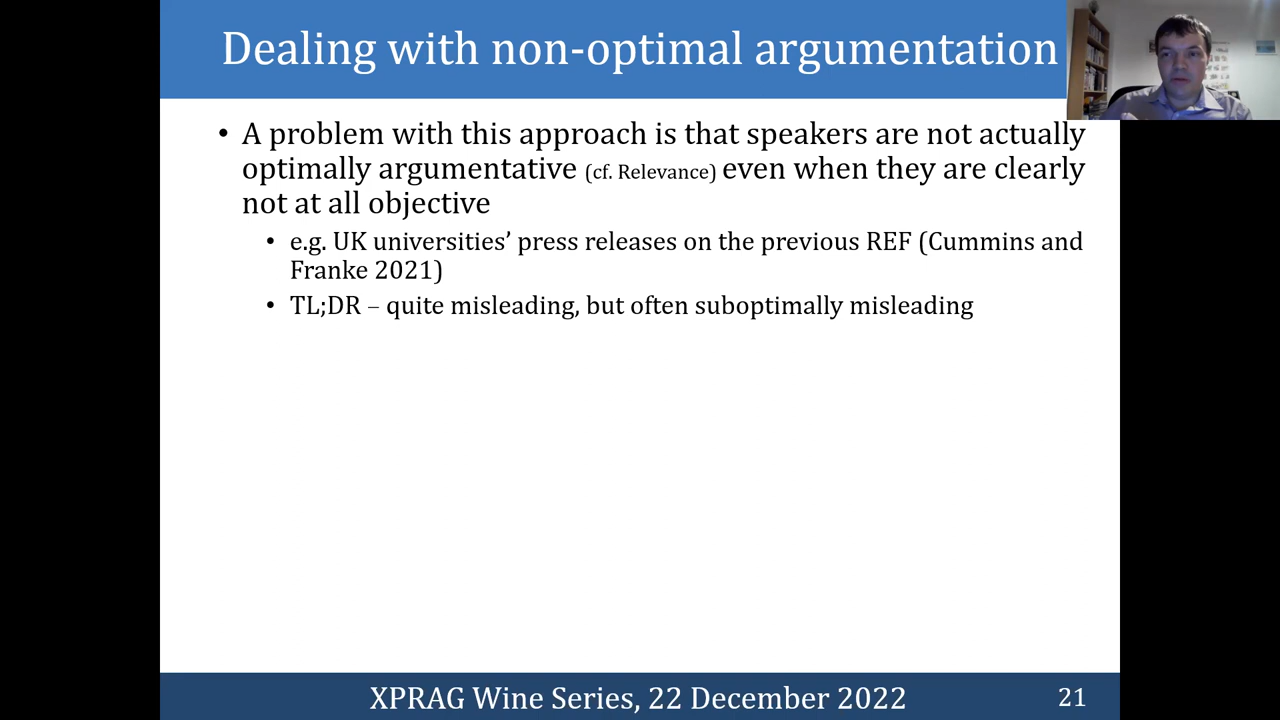 Dealing with non-optimal argumentation
• A problem with this approach is that speakers are not actually
optimally argumentative (cf. Relevance) even when they are clearly
not at all objective
• e.g. UK universities’ press releases on the previous REF (Cummins and
Franke 2021)
• TL;DR – quite misleading, but often suboptimally misleading
XPRAG Wine Series, 22 December 2022
21